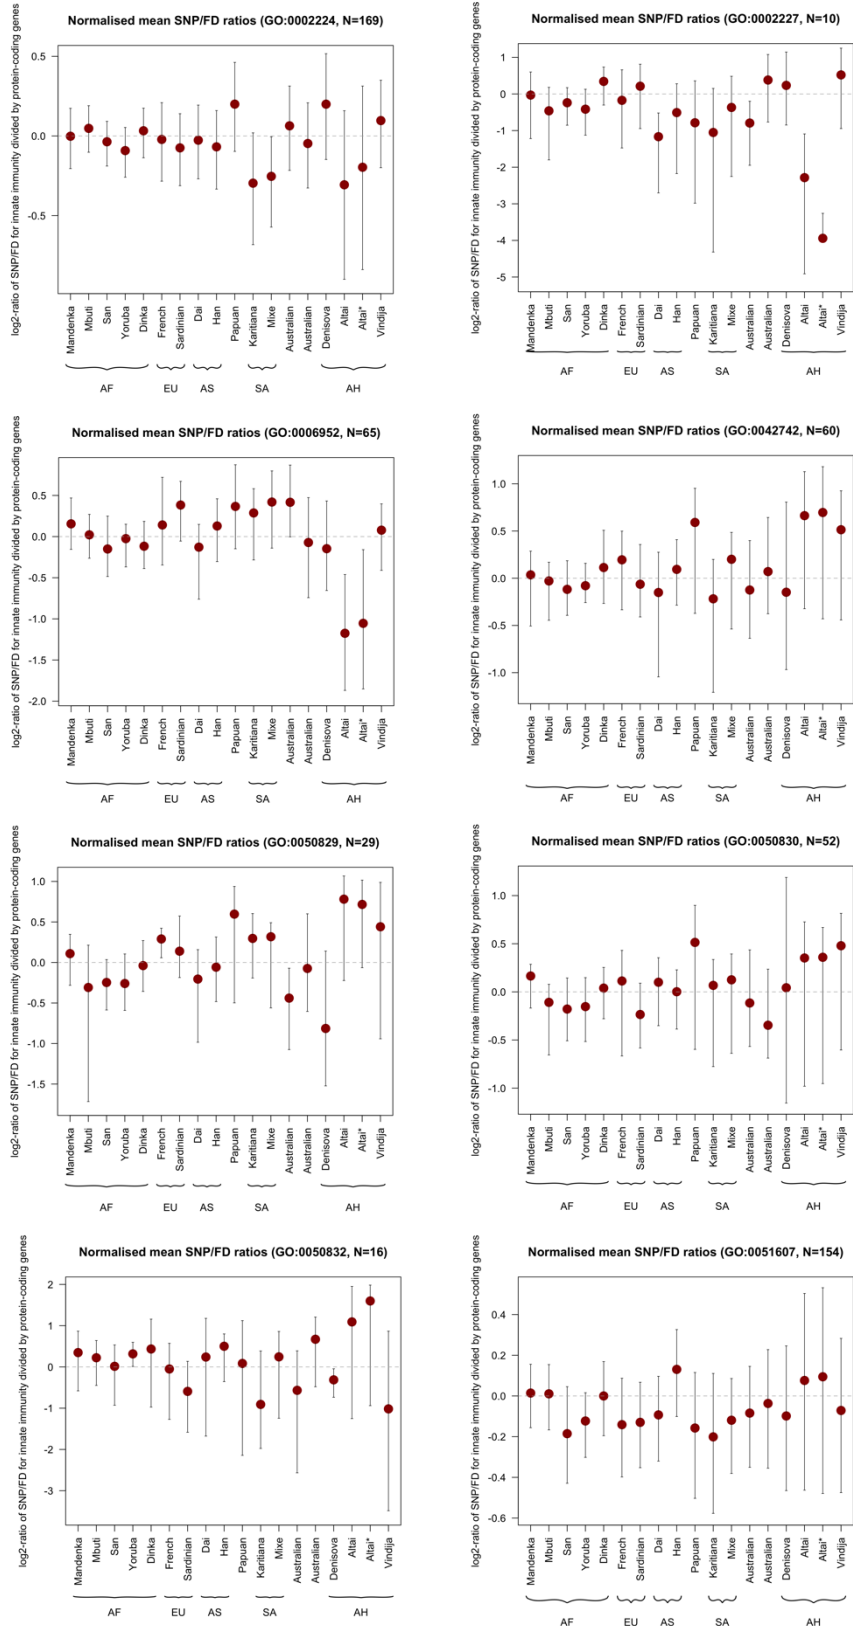 Normalised mean SNP/FD ratios (GO:0002224, N=169)
log2-ratio of SNP/FD for innate immunity divided by protein-coding genes
0.5
0.0
-0.5
Mandenka
Mbuti
San
Yoruba
Dinka
French
Sardinian
Dai
Han
Papuan
Karitiana
Mixe
Australian
Australian
Denisova
Altai
Altai*
Vindija
AF
EU
AS
SA
AH
Normalised mean SNP/FD ratios (GO:0002227, N=10)
log2-ratio of SNP/FD for innate immunity divided by protein-coding genes
1
0
-1
-2
-3
-4
-5
Mandenka
Mbuti
San
Yoruba
Dinka
French
Sardinian
Dai
Han
Papuan
Karitiana
Mixe
Australian
Australian
Denisova
Altai
Altai*
Vindija
AF
EU
AS
SA
AH
Normalised mean SNP/FD ratios (GO:0006952, N=65)
log2-ratio of SNP/FD for innate immunity divided by protein-coding genes
0.5
0.0
-0.5
-1.0
-1.5
-2.0
Mandenka
Mbuti
San
Yoruba
Dinka
French
Sardinian
Dai
Han
Papuan
Karitiana
Mixe
Australian
Australian
Denisova
Altai
Altai*
Vindija
AF
EU
AS
SA
AH
Normalised mean SNP/FD ratios (GO:0042742, N=60)
log2-ratio of SNP/FD for innate immunity divided by protein-coding genes
1.0
0.5
0.0
-0.5
-1.0
Mandenka
Mbuti
San
Yoruba
Dinka
French
Sardinian
Dai
Han
Papuan
Karitiana
Mixe
Australian
Australian
Denisova
Altai
Altai*
Vindija
AF
EU
AS
SA
AH
Normalised mean SNP/FD ratios (GO:0050829, N=29)
log2-ratio of SNP/FD for innate immunity divided by protein-coding genes
1.0
0.5
0.0
-0.5
-1.0
-1.5
Mandenka
Mbuti
San
Yoruba
Dinka
French
Sardinian
Dai
Han
Papuan
Karitiana
Mixe
Australian
Australian
Denisova
Altai
Altai*
Vindija
AF
EU
AS
SA
AH
Normalised mean SNP/FD ratios (GO:0050830, N=52)
log2-ratio of SNP/FD for innate immunity divided by protein-coding genes
1.0
0.5
0.0
-0.5
-1.0
Mandenka
Mbuti
San
Yoruba
Dinka
French
Sardinian
Dai
Han
Papuan
Karitiana
Mixe
Australian
Australian
Denisova
Altai
Altai*
Vindija
AF
EU
AS
SA
AH
Normalised mean SNP/FD ratios (GO:0050832, N=16)
log2-ratio of SNP/FD for innate immunity divided by protein-coding genes
2
1
0
-1
-2
-3
Mandenka
Mbuti
San
Yoruba
Dinka
French
Sardinian
Dai
Han
Papuan
Karitiana
Mixe
Australian
Australian
Denisova
Altai
Altai*
Vindija
AF
EU
AS
SA
AH
Normalised mean SNP/FD ratios (GO:0051607, N=154)
log2-ratio of SNP/FD for innate immunity divided by protein-coding genes
0.4
0.2
0.0
-0.2
-0.4
-0.6
Mandenka
Mbuti
San
Yoruba
Dinka
French
Sardinian
Dai
Han
Papuan
Karitiana
Mixe
Australian
Australian
Denisova
Altai
Altai*
Vindija
AF
EU
AS
SA
AH